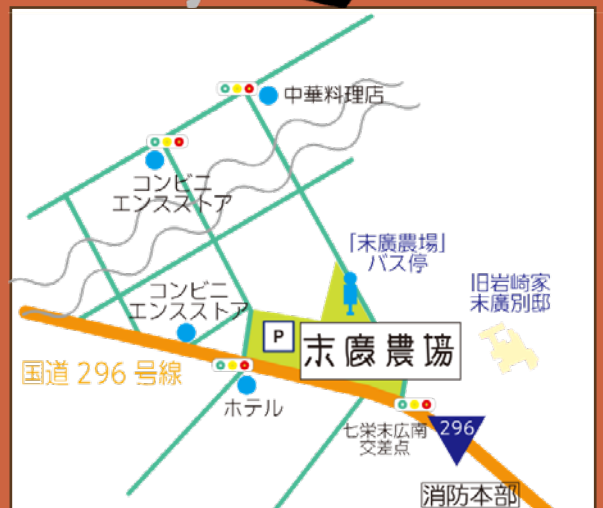 中華料理店
コンビニ
エンスストア
「末廣農場」
バス停
旧岩崎家
末廣別邸
コンビニ
エンスストア
P
末廣農場
国道 296 号線
ホテル
七栄末広南
交差点
296
消防本部